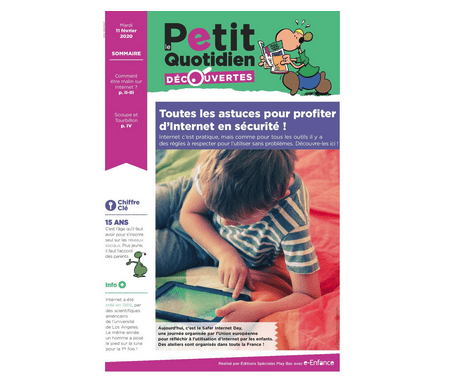 Mardi
11 février
2020
SOMMAIRE
Comment
être malin sur
Internet ?
p. II-III
Scoupe et
Tourbillon
p. IV
le Petit
Quotidien
DÉCOUVERTES
Toutes les astuces pour profiter
d'Internet en sécurité !
Internet c'est pratique, mais comme pour tous les outils il y a
des règles à respecter pour l'utiliser sans problèmes. Découvre-les ici !
Chiffre
Clé
15 ANS
C'est l'âge qu'il faut
avoir pour s'inscrire
seul sur les réseaux
sociaux. Plus jeune,
il faut l'accord
des parents.
Info
Internet a été
créé en 1969, par
des scientifiques
américains
de l'université
de Los Angeles.
La même année,
un homme a posé
le pied sur la Lune
pour la 1re fois !
Aujourd'hui, c'est le Safer Internet Day,
une journée organisée par l'Union européenne
pour réfléchir à l'utilisation d'internet par les enfants.
Des ateliers sont organisés dans toute la France !
Réalisé par Éditions Spéciales Play Bac avec e-Enfance